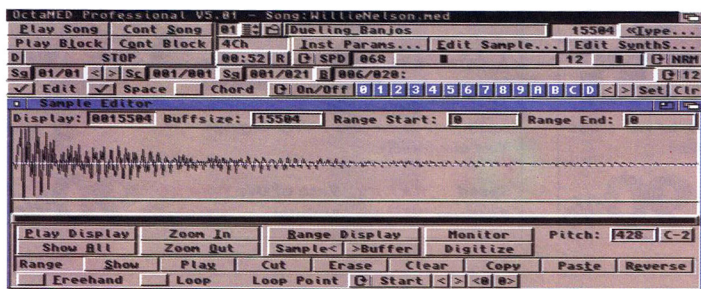 OctaMED Professional V5.01 - Song:WillieNelson.med
Play Song Cont Song 01 Dueling_Banjos 15504 «Type...
Play Block Cont Block 4Ch Inst Params... Edit Sample... Edit SynthS...
D STOP 00:52 R G SPD 068 12 G NRM
Sg 01/01 < > Sc 001/001 Sg 001/021 B 006/020: G 12
Edit Space Chord On/Off 0 1 2 3 4 5 6 7 8 9 A B C D < > Set Clr
Sample Editor
Display: 0015504 Buffsize: 15504 Range Start: 0 Range End: 0
Play Display Zoom In Range Display Monitor Pitch: 428 C-2
Show All Zoom Out Sample< >Buffer Digitize
Range Show Play Cut Erase Clear Copy Paste Reverse
Freehand Loop Loop Point Start < > <0 0>